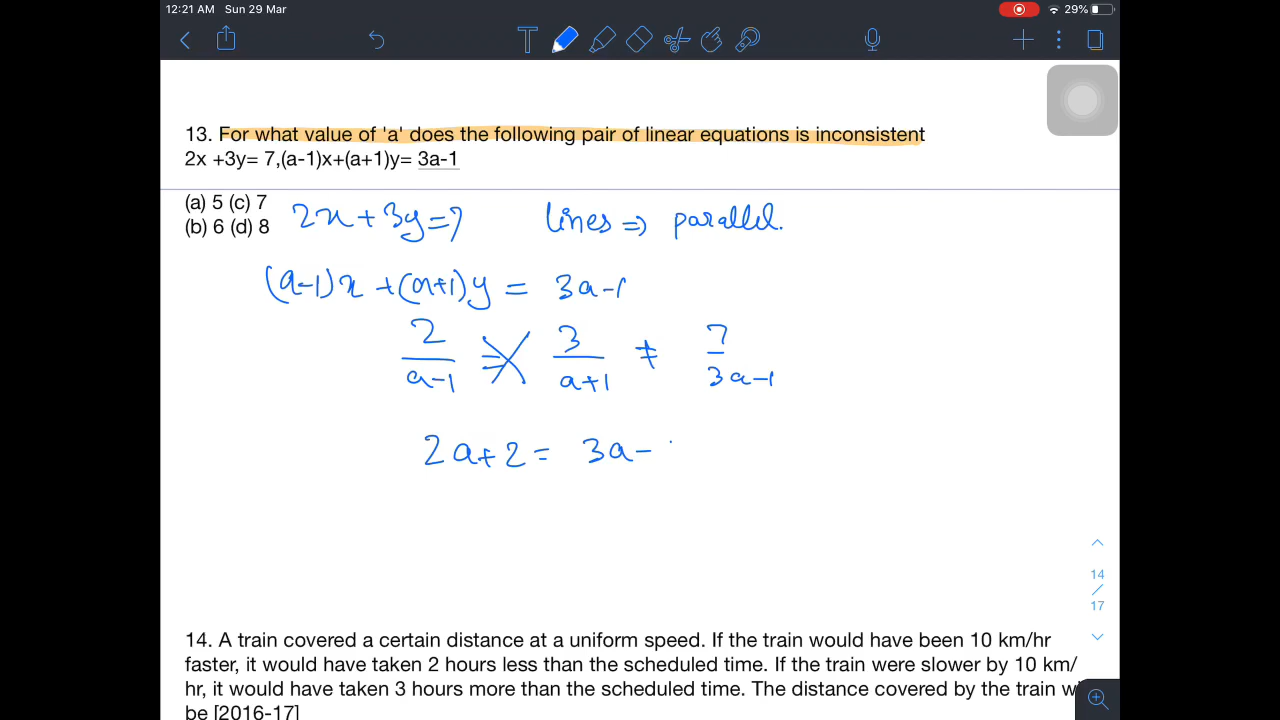 12:21 AM Sun 29 Mar 29%
13. For what value of 'a' does the following pair of linear equations is inconsistent
2x +3y= 7,(a-1)x+(a+1)y= 3a-1
(a) 5 (c) 7
(b) 6 (d) 8
2x + 3y = 7 lines ⇒ parallel.
(a-1)x + (a+1)y = 3a-1
2/a-1 = 3/a+1 ≠ 7/3a-1
2a + 2 = 3a -
14
/
17
14. A train covered a certain distance at a uniform speed. If the train would have been 10 km/hr
faster, it would have taken 2 hours less than the scheduled time. If the train were slower by 10 km/
hr, it would have taken 3 hours more than the scheduled time. The distance covered by the train
be [2016-17]